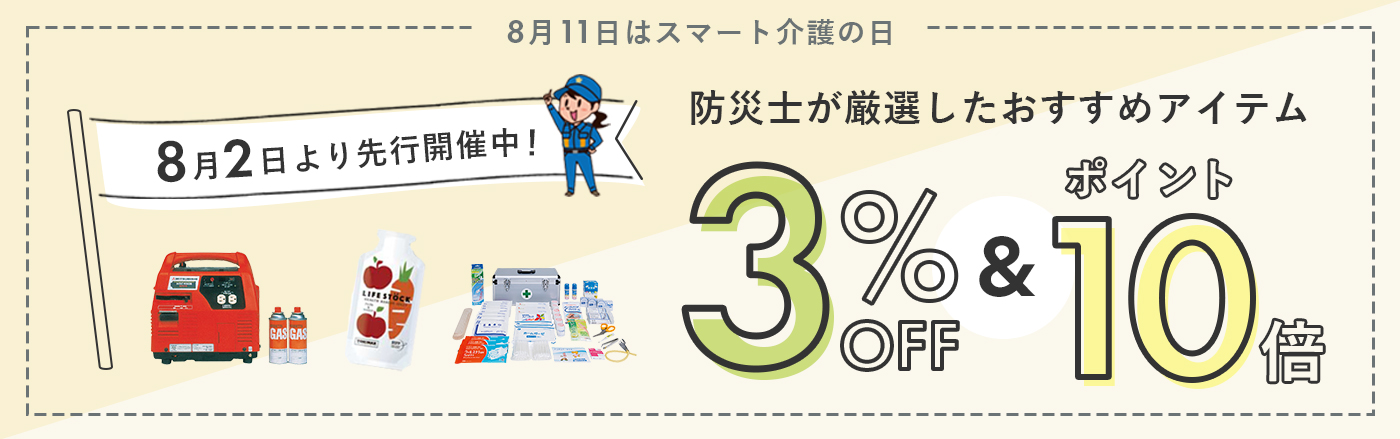 8月11日はスマート介護の日
8月2日より先行開催中！
防災士が厳選したおすすめアイテム
3%OFF
&
ポイント
10倍
GAS GAS
LIFE STOCK